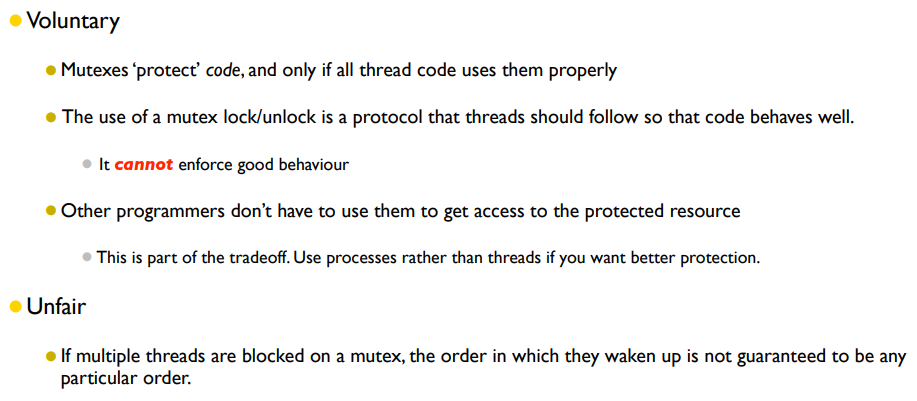 Voluntary
Mutexes ‘protect’ code, and only if all thread code uses them properly
The use of a mutex lock/unlock is a protocol that threads should follow so that code behaves well.
It cannot enforce good behaviour
Other programmers don’t have to use them to get access to the protected resource
This is part of the tradeoff. Use processes rather than threads if you want better protection.
Unfair
If multiple threads are blocked on a mutex, the order in which they waken up is not guaranteed to be any
particular order.